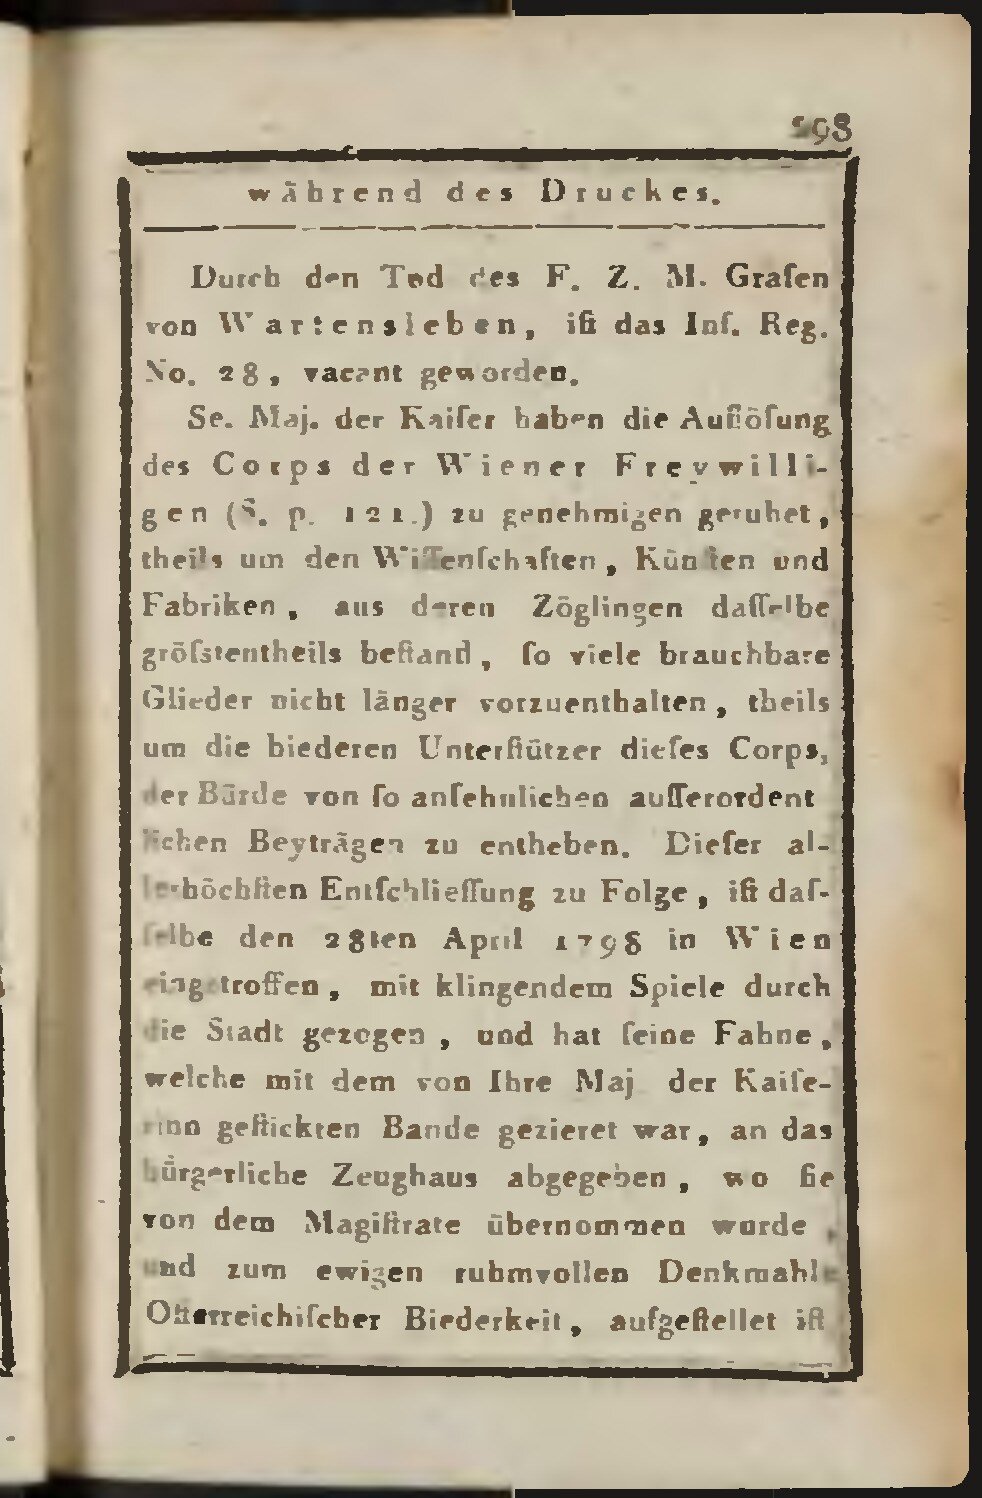 598
während des Druckes.
Durch den Tod des F. Z. M. Grafen
von Wartensleben, iſt das Inf. Reg.
No. 28, vacant geworden.
Se. Maj. der Kaiſer haben die Auflöſung
des Corps der Wiener Freywilli-
gen (S. p. 121.) zu genehmigen geruhet,
theils um den Wiſſenſchaften, Künſten und
Fabriken, aus deren Zöglingen daſſelbe
gröſstentheils beſtand, ſo viele brauchbare
Glieder nicht länger vorzuenthalten, theils
um die biederen Unterſtützer dieſes Corps,
der Bürde von ſo anſehnlichen auſſerordent
lichen Beyträgen zu entheben. Dieſer al-
lerhöchſten Entſchlieſſung zu Folge, iſt daſ-
ſelbe den 28ten April 1798 in Wien
eingetroffen, mit klingendem Spiele durch
die Stadt gezogen, und hat ſeine Fahne,
welche mit dem von Ihre Maj der Kaiſe-
rinn geſtickten Bande gezieret war, an das
bürgerliche Zeughaus abgegeben, wo ſie
von dem Magiſtrate übernommen wurde,
und zum ewigen ruhmvollen Denkmahle
Oſterreichiſcher Biederkeit, aufgeſtellet iſt